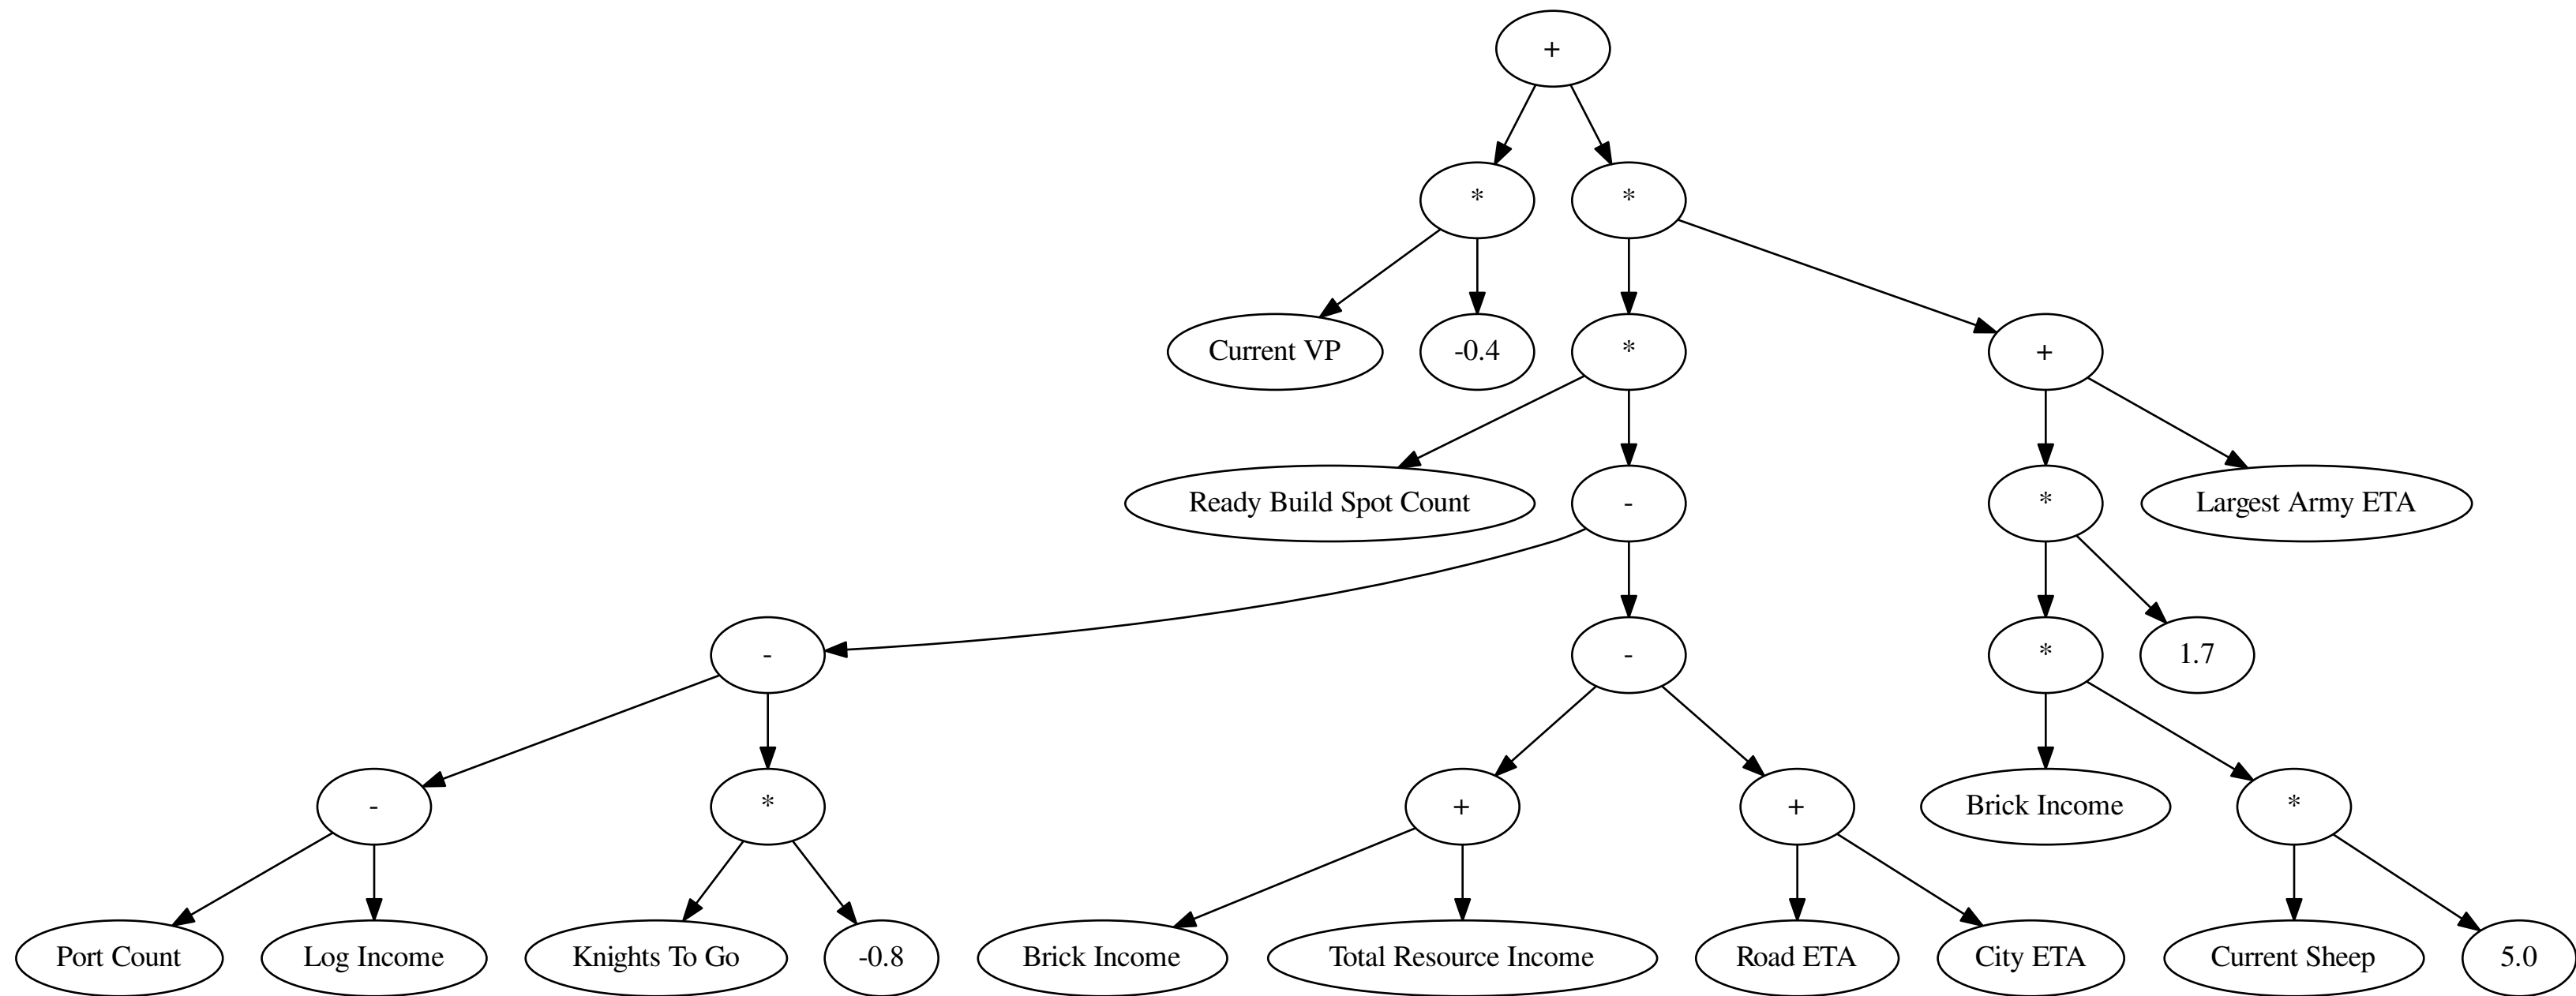 +
* *
Current VP -0.4 * +
Ready Build Spot Count - * Largest Army ETA
- - * 1.7
- * + + Brick Income *
Port Count Log Income Knights To Go -0.8 Brick Income Total Resource Income Road ETA City ETA Current Sheep 5.0